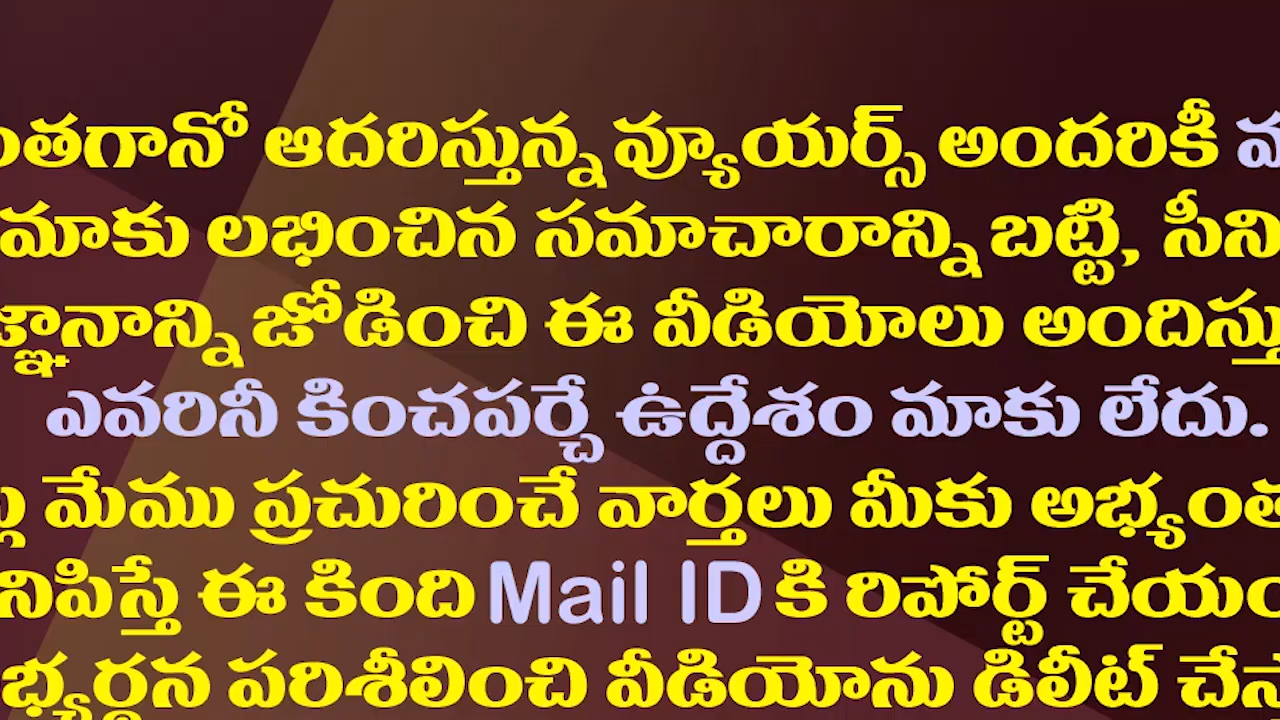 ఆదరిస్తున్న వ్యూయర్స్ అందరికీ
మాకు లభించిన సమాచారాన్ని బట్టి,
జోడించి ఈ వీడియోలు
ఎవరినీ కించపర్చే ఉద్దేశం మాకు లేదు.
మేము ప్రచురించే వార్తలు మీకు
ఈ కింది Mail ID కి రిపోర్ట్
పరిశీలించి వీడియోను డిలీట్